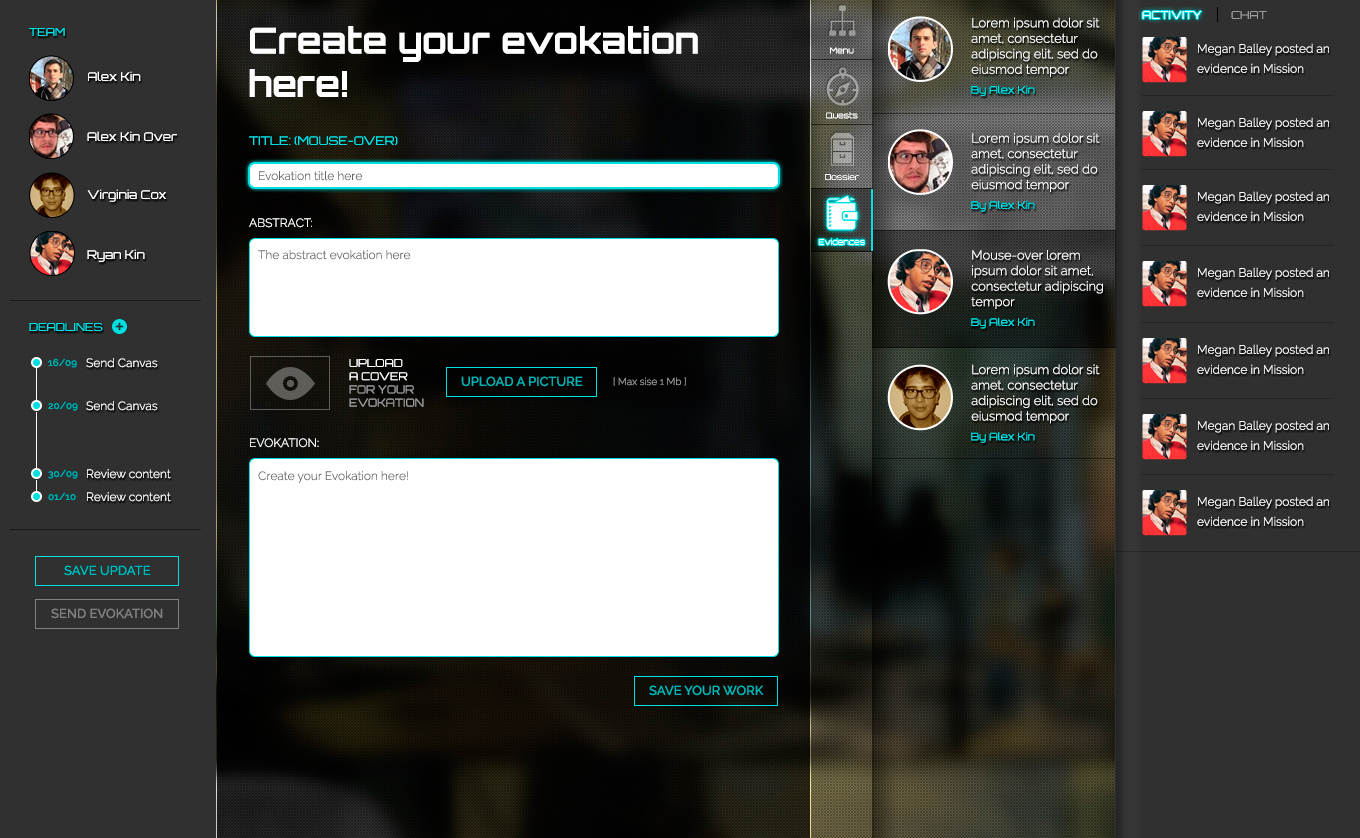 TEAM
Alex Kin
Alex Kin Over
Virginia Cox
Ryan Kin
DEADLINES
16/09 Send Canvas
20/09 Send Canvas
30/09 Review content
01/10 Review content
SAVE UPDATE
SEND EVOKATION
Create your evokation
here!
TITLE: (MOUSE-OVER)
Evokation title here
ABSTRACT:
The abstract evokation here
UPLOAD
A COVER
FOR YOUR
EVOKATION
UPLOAD A PICTURE
[ Max sise 1 Mb ]
EVOKATION:
Create your Evokation here!
SAVE YOUR WORK
Menu
Quests
Dossier
Evidences
Lorem ipsum dolor sit
amet, consectetur
adipiscing elit, sed do
eiusmod tempor
By Alex Kin
Lorem ipsum dolor sit
amet, consectetur
adipiscing elit, sed do
eiusmod tempor
By Alex Kin
Mouse-over lorem
ipsum dolor sit amet,
consectetur adipiscing
tempor
By Alex Kin
Lorem ipsum dolor sit
amet, consectetur
adipiscing elit, sed do
eiusmod tempor
By Alex Kin
ACTIVITY
CHAT
Megan Balley posted an
evidence in Mission
Megan Balley posted an
evidence in Mission
Megan Balley posted an
evidence in Mission
Megan Balley posted an
evidence in Mission
Megan Balley posted an
evidence in Mission
Megan Balley posted an
evidence in Mission
Megan Balley posted an
evidence in Mission